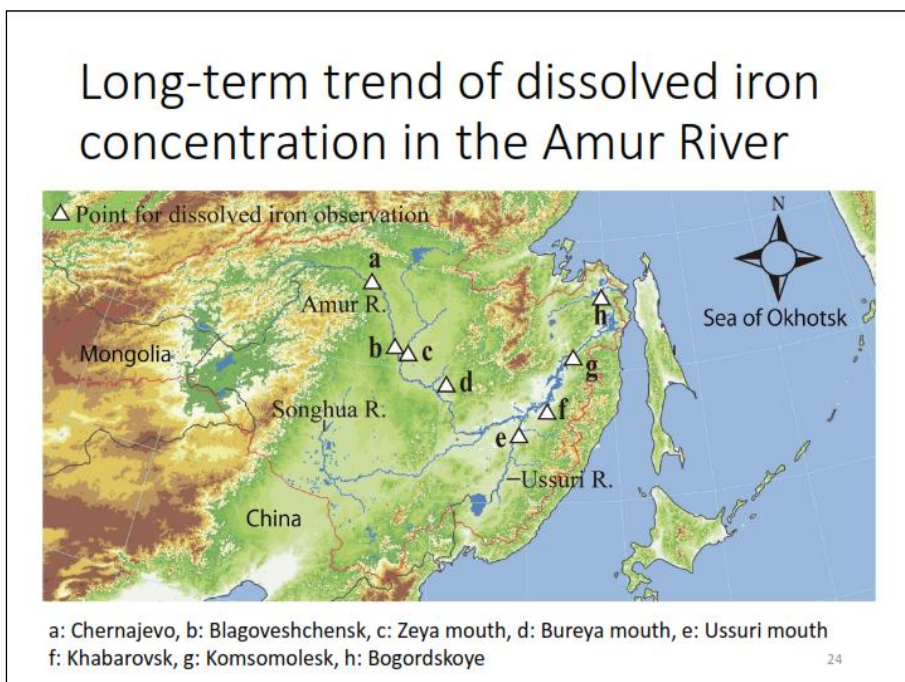 Long-term trend of dissolved iron
concentration in the Amur River
Point for dissolved iron observation
N
a
Amur R.
Sea of Okhotsk
h
Mongolia
b
c
g
d
Songhua R.
f
e
Ussuri R.
China
a: Chernajevo, b: Blagoveshchensk, c: Zeya mouth, d: Bureya mouth, e: Ussuri mouth
f: Khabarovsk, g: Komsomolesk, h: Bogordskoye
24